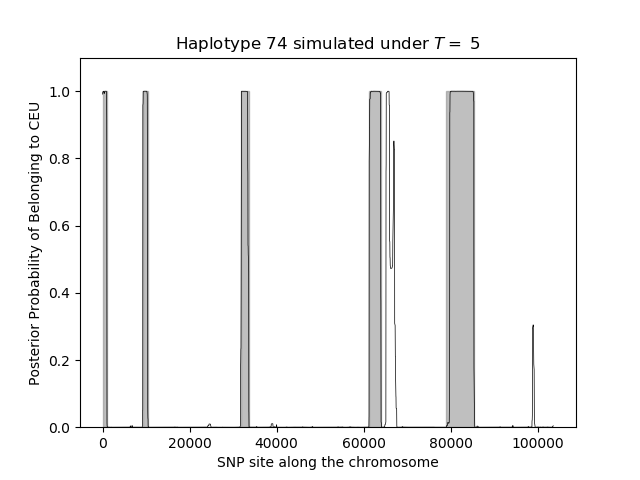 Haplotype 74 simulated under T = 5
Posterior Probability of Belonging to CEU
1.0
0.8
0.6
0.4
0.2
0.0
0 20000 40000 60000 80000 100000
SNP site along the chromosome